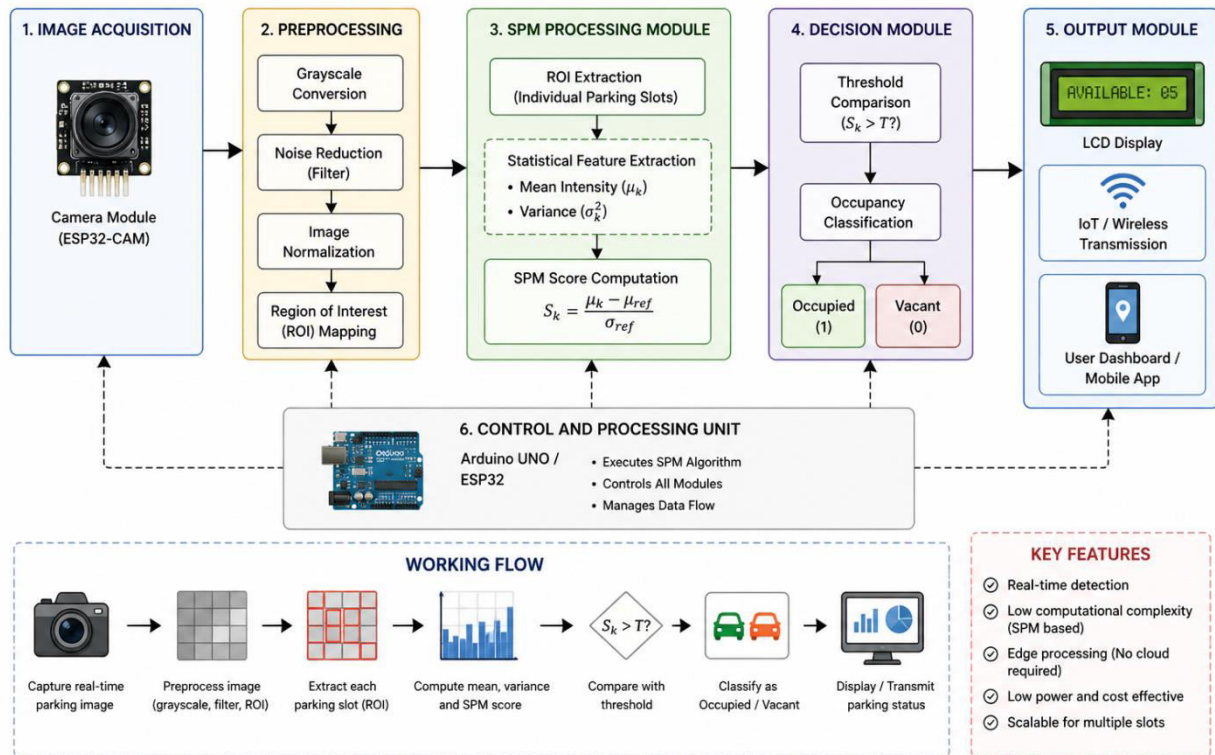 1. IMAGE ACQUISITION
Camera Module
(ESP32-CAM)
2. PREPROCESSING
Grayscale
Conversion
Noise Reduction
(Filter)
Image
Normalization
Region of Interest
(ROI) Mapping
3. SPM PROCESSING MODULE
ROI Extraction
(Individual Parking Slots)
Statistical Feature Extraction
• Mean Intensity (μₖ)
• Variance (σₖ²)
SPM Score Computation
Sₖ = (μₖ − μ_ref) / σ_ref
4. DECISION MODULE
Threshold
Comparison
(Sₖ > T?)
Occupancy
Classification
Occupied
(1)
Vacant
(0)
5. OUTPUT MODULE
AVAILABLE: 05
LCD Display
IoT / Wireless
Transmission
User Dashboard /
Mobile App
6. CONTROL AND PROCESSING UNIT
Arduino UNO /
ESP32
• Executes SPM Algorithm
• Controls All Modules
• Manages Data Flow
WORKING FLOW
Capture real-time
parking image
Preprocess image
(grayscale, filter, ROI)
Extract each
parking slot (ROI)
Compute mean, variance
and SPM score
Sₖ > T?
Compare with
threshold
Classify as
Occupied / Vacant
Display / Transmit
parking status
KEY FEATURES
Real-time detection
Low computational complexity
(SPM based)
Edge processing (No cloud
required)
Low power and cost effective
Scalable for multiple slots